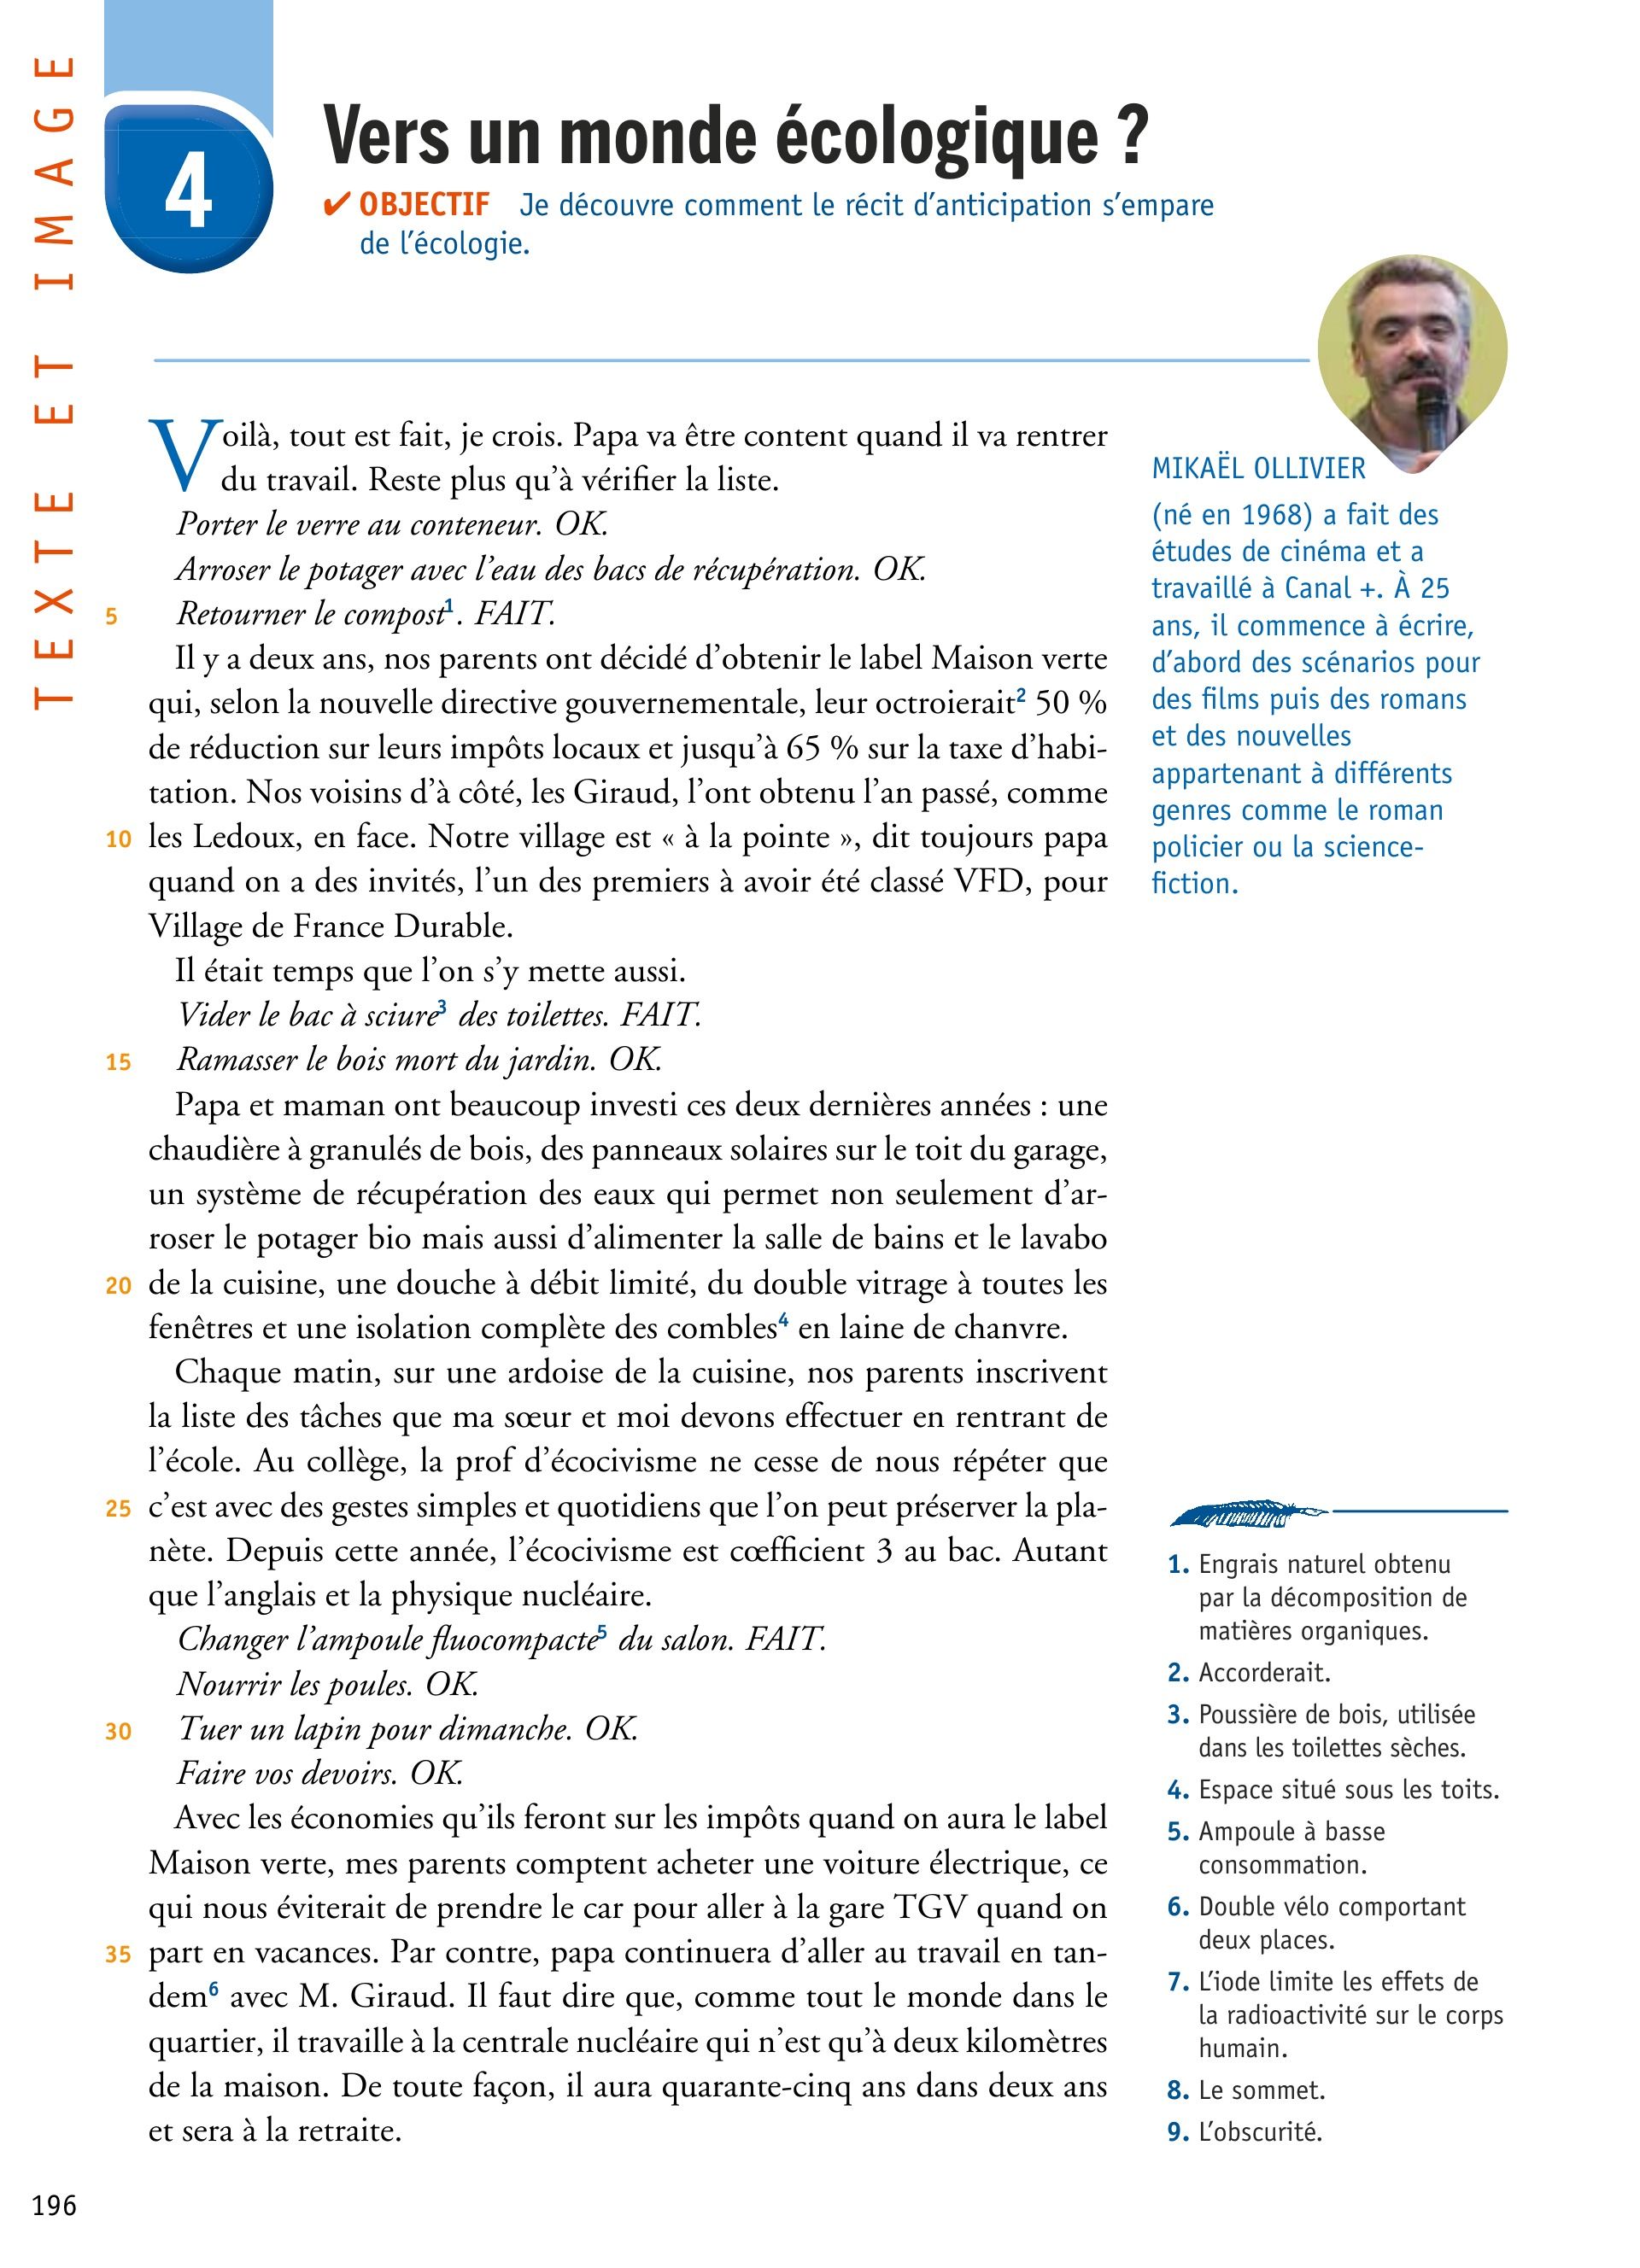 TEXTE ET IMAGE
4
Vers un monde écologique ?
✔ OBJECTIF Je découvre comment le récit d’anticipation s’empare
de l’écologie.
Voilà, tout est fait, je crois. Papa va être content quand il va rentrer
du travail. Reste plus qu’à vérifier la liste.
Porter le verre au conteneur. OK.
Arroser le potager avec l’eau des bacs de récupération. OK.
5 Retourner le compost1. FAIT.
Il y a deux ans, nos parents ont décidé d’obtenir le label Maison verte
qui, selon la nouvelle directive gouvernementale, leur octroierait2 50 %
de réduction sur leurs impôts locaux et jusqu’à 65 % sur la taxe d’habi-
tation. Nos voisins d’à côté, les Giraud, l’ont obtenu l’an passé, comme
10 les Ledoux, en face. Notre village est « à la pointe », dit toujours papa
quand on a des invités, l’un des premiers à avoir été classé VFD, pour
Village de France Durable.
Il était temps que l’on s’y mette aussi.
Vider le bac à sciure3 des toilettes. FAIT.
15 Ramasser le bois mort du jardin. OK.
Papa et maman ont beaucoup investi ces deux dernières années : une
chaudière à granulés de bois, des panneaux solaires sur le toit du garage,
un système de récupération des eaux qui permet non seulement d’ar-
roser le potager bio mais aussi d’alimenter la salle de bains et le lavabo
20 de la cuisine, une douche à débit limité, du double vitrage à toutes les
fenêtres et une isolation complète des combles4 en laine de chanvre.
Chaque matin, sur une ardoise de la cuisine, nos parents inscrivent
la liste des tâches que ma sœur et moi devons effectuer en rentrant de
l’école. Au collège, la prof d’écocivisme ne cesse de nous répéter que
25 c’est avec des gestes simples et quotidiens que l’on peut préserver la pla-
nète. Depuis cette année, l’écocivisme est cœfficient 3 au bac. Autant
que l’anglais et la physique nucléaire.
Changer l’ampoule fluocompacte5 du salon. FAIT.
Nourrir les poules. OK.
30 Tuer un lapin pour dimanche. OK.
Faire vos devoirs. OK.
Avec les économies qu’ils feront sur les impôts quand on aura le label
Maison verte, mes parents comptent acheter une voiture électrique, ce
qui nous éviterait de prendre le car pour aller à la gare TGV quand on
35 part en vacances. Par contre, papa continuera d’aller au travail en tan-
dem6 avec M. Giraud. Il faut dire que, comme tout le monde dans le
quartier, il travaille à la centrale nucléaire qui n’est qu’à deux kilomètres
de la maison. De toute façon, il aura quarante-cinq ans dans deux ans
et sera à la retraite.
MIKAËL OLLIVIER
(né en 1968) a fait des
études de cinéma et a
travaillé à Canal +. À 25
ans, il commence à écrire,
d’abord des scénarios pour
des films puis des romans
et des nouvelles
appartenant à différents
genres comme le roman
policier ou la science-
fiction.
1. Engrais naturel obtenu
par la décomposition de
matières organiques.
2. Accorderait.
3. Poussière de bois, utilisée
dans les toilettes sèches.
4. Espace situé sous les toits.
5. Ampoule à basse
consommation.
6. Double vélo comportant
deux places.
7. L’iode limite les effets de
la radioactivité sur le corps
humain.
8. Le sommet.
9. L’obscurité.
196